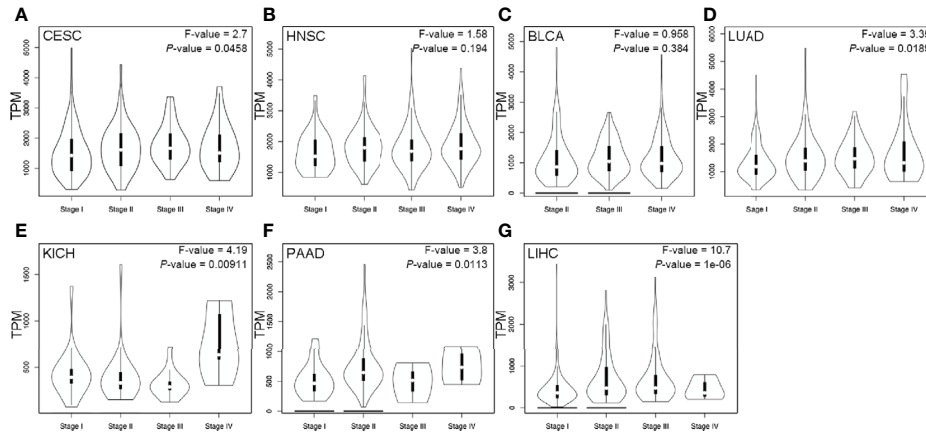 A
CESC
F-value = 2.7
P-value = 0.0458
TPM
1000 2000 3000 4000 5000 6000
Stage I Stage II Stage III Stage IV
B
HNSC
F-value = 1.58
P-value = 0.194
TPM
1000 2000 3000 4000 5000
Stage I Stage II Stage III Stage IV
C
BLCA
F-value = 0.958
P-value = 0.384
TPM
0 1000 2000 3000 4000 5000
Stage II Stage III Stage IV
D
LUAD
F-value = 3.35
P-value = 0.0189
TPM
1000 2000 3000 4000 5000 6000
Stage I Stage II Stage III Stage IV
E
KICH
F-value = 4.19
P-value = 0.00911
TPM
500 1000 1500
Stage I Stage II Stage III Stage IV
F
PAAD
F-value = 3.8
P-value = 0.0113
TPM
0 500 1000 1500 2000 2500
Stage I Stage II Stage III Stage IV
G
LIHC
F-value = 10.7
P-value = 1e-06
TPM
0 1000 2000 3000
Stage I Stage II Stage III Stage IV